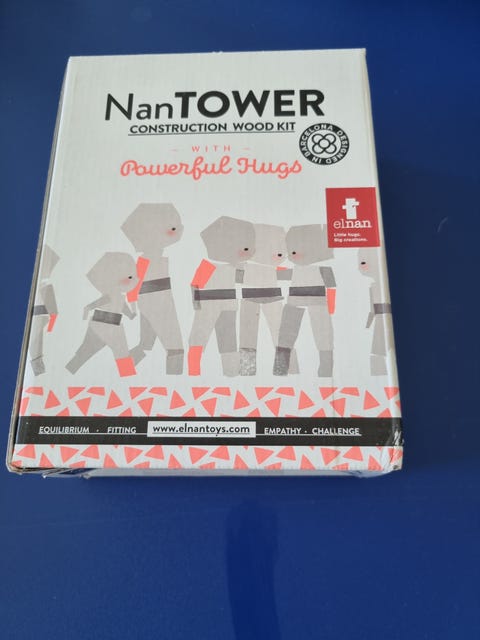 NanTOWER
CONSTRUCTION WOOD KIT
– WITH –
Powerful Hugs
BARCELONA DESIGNED IN
elnan
Little hugs.
Big creations.
EQUILIBRIUM · FITTING www.elnantoys.com EMPATHY · CHALLENGE